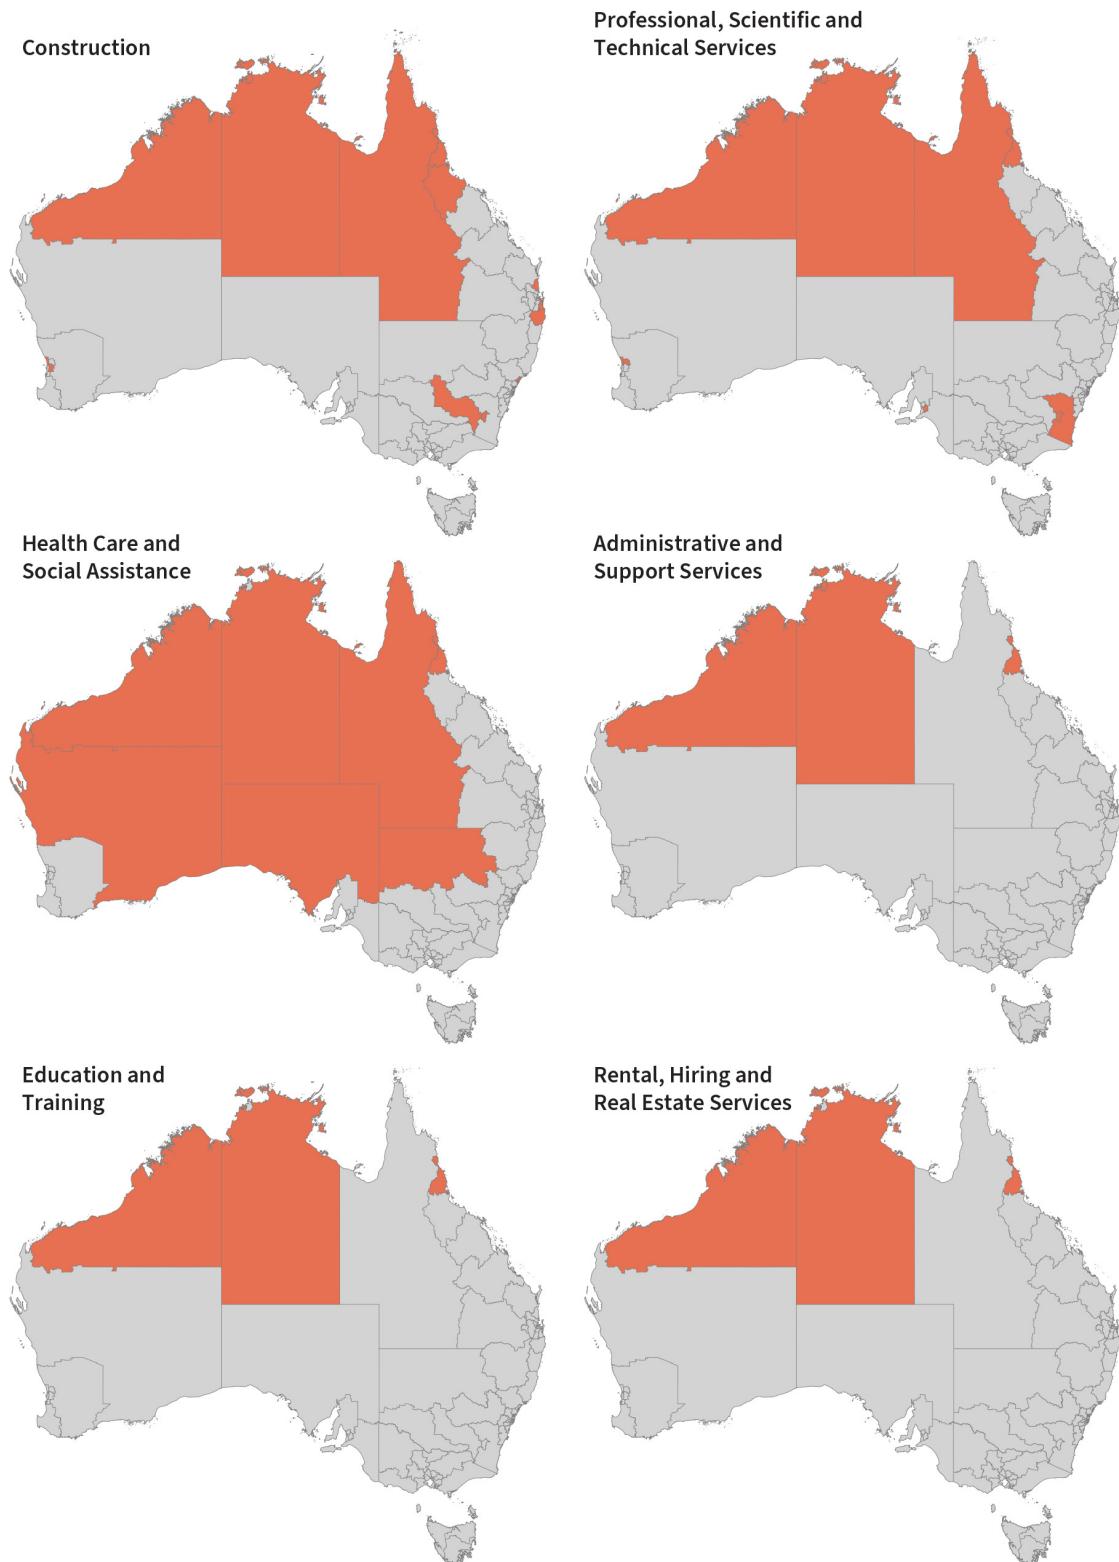 Construction
Professional, Scientific and
Technical Services
Health Care and
Social Assistance
Administrative and
Support Services
Education and
Training
Rental, Hiring and
Real Estate Services